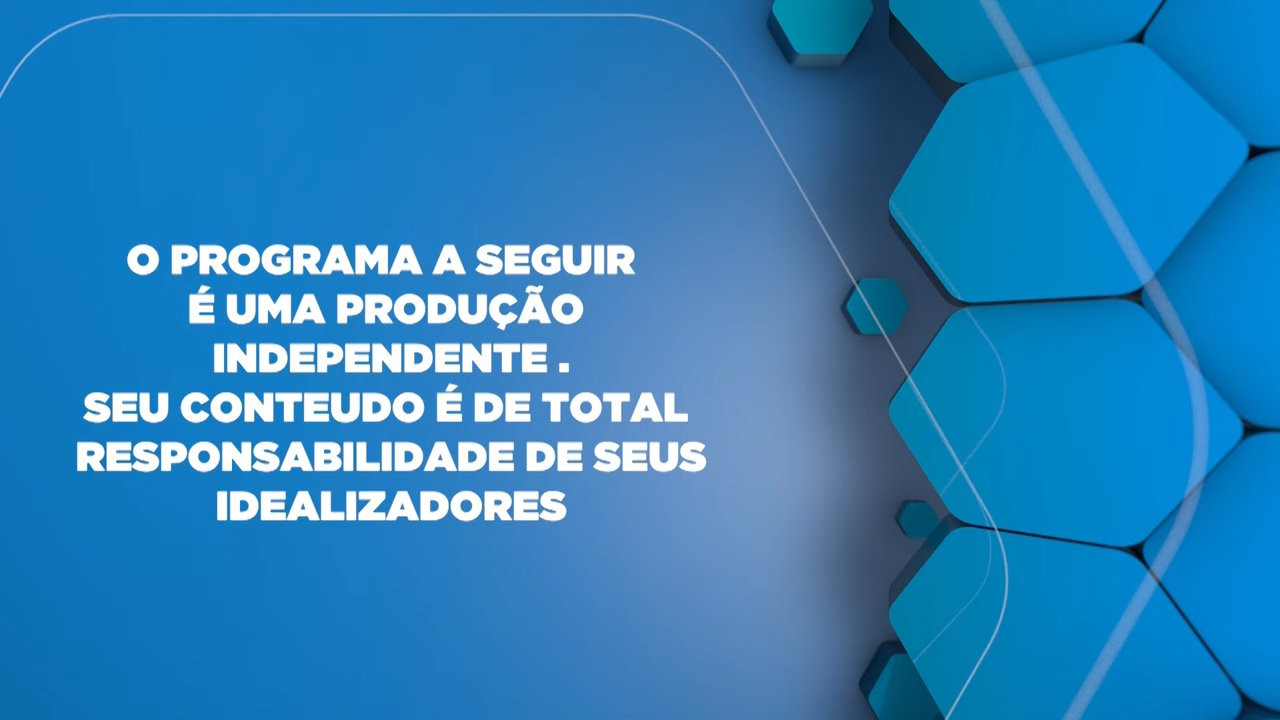 O PROGRAMA A SEGUIR
É UMA PRODUÇÃO
INDEPENDENTE .
SEU CONTEUDO É DE TOTAL
RESPONSABILIDADE DE SEUS
IDEALIZADORES